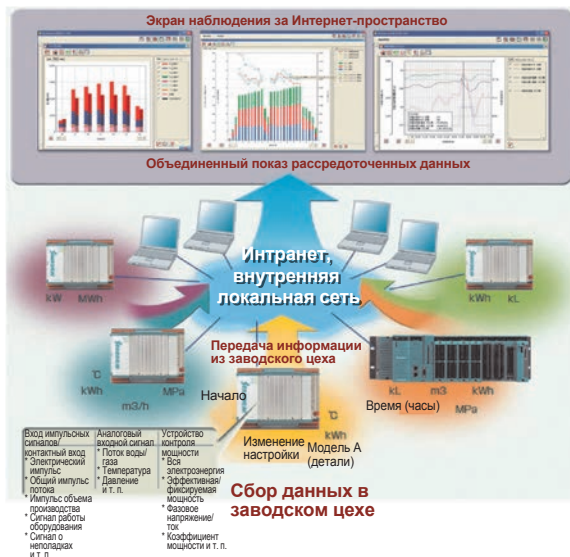 Экран наблюдения за Интернет-пространство
Объединенный показ рассредоточенных данных
Интранет,
внутренняя
локальная сеть
kW MWh
kWh kL
Передача информации
из заводского цеха
℃
kWh MPa
m3/h
Начало
kL m3 kWh
Время (часы)
MPa
℃
kWh
Изменение
настройки
Модель А
(детали)
Сбор данных в
заводском цехе
Вход импульсных
сигналов/
контактный вход
* Электрический
импульс
* Общий импульс
потока
* Импульс объема
производства
* Сигнал работы
оборудования
* Сигнал о
неполадках
и т. п
Аналоговый
входной сигнал
* Поток воды/
газа
* Температура
* Давление
и т. п.
Устройство
контроля
мощности
* Вся
электроэнергия
* Эффективная/
фиксируемая
мощность
* Фазовое
напряжение/
ток
* Коэффициент
мощности и т. п.